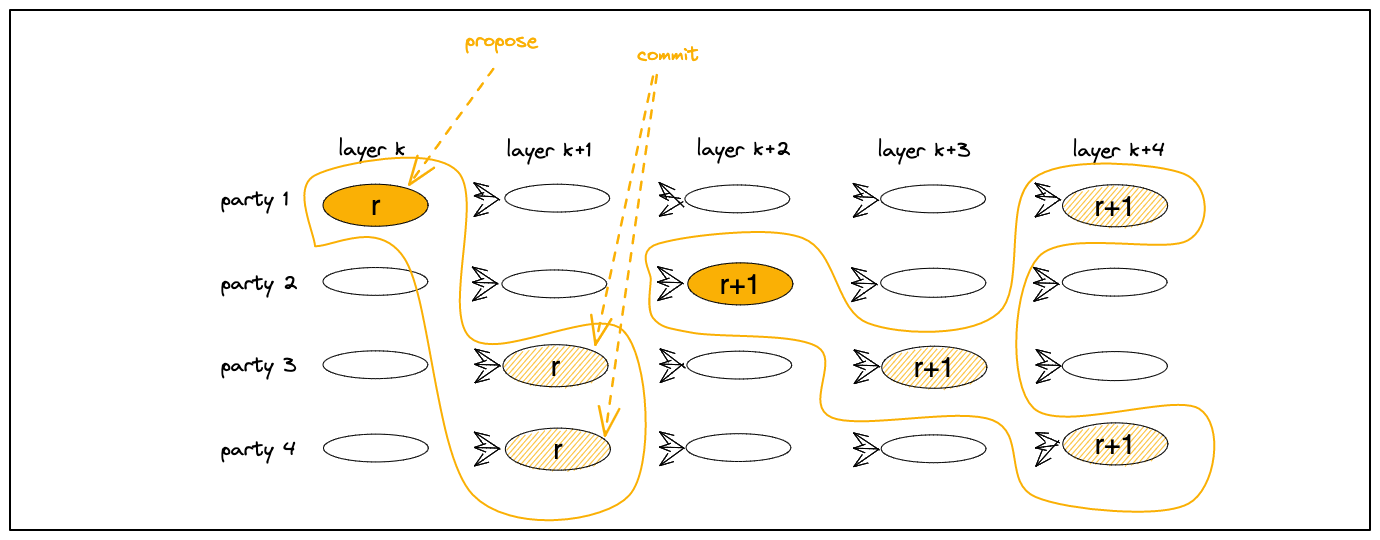 propose
commit
layer k layer k+1 layer k+2 layer k+3 layer k+4
party 1 r r+1
party 2 r+1
party 3 r r+1
party 4 r r+1